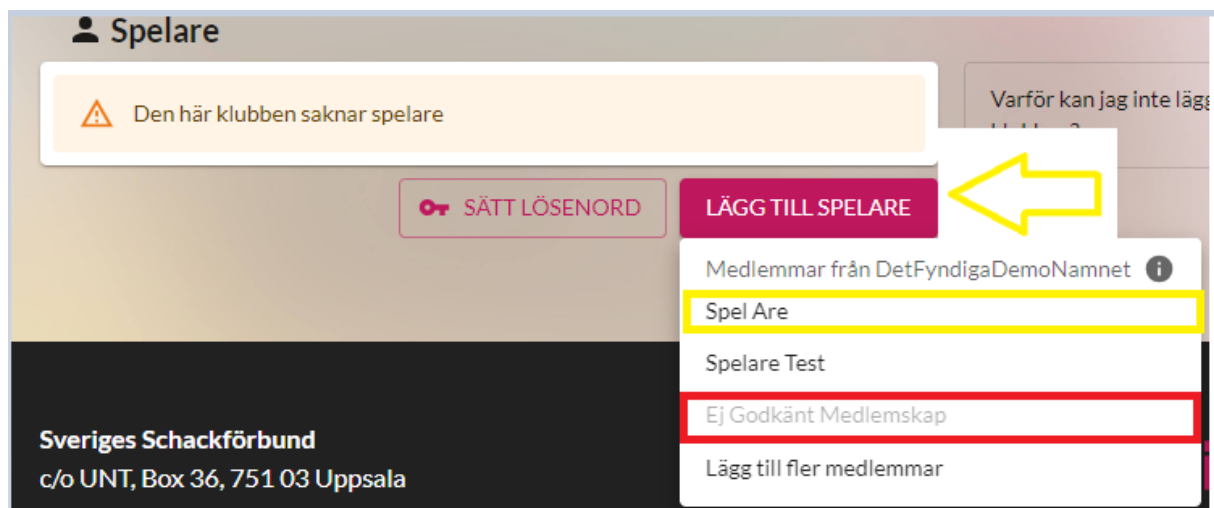 Spelare
Den här klubben saknar spelare
Varför kan jag inte
SÄTT LÖSENORD
LÄGG TILL SPELARE
Medlemmar från DetFyndigaDemoNamnet
Spel Are
Spelare Test
Ej Godkänt Medlemskap
Lägg till fler medlemmar
Sveriges Schackförbund
c/o UNT, Box 36, 751 03 Uppsala